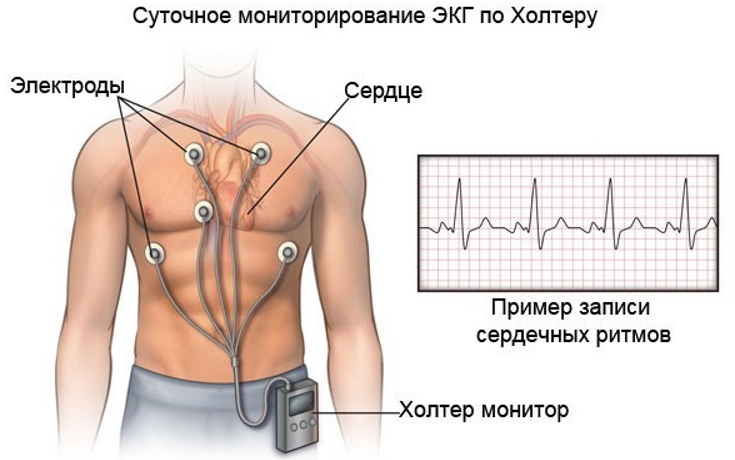 Суточное мониторирование ЭКГ по Холтеру
Электроды
Сердце
Пример записи
сердечных ритмов
Холтер монитор